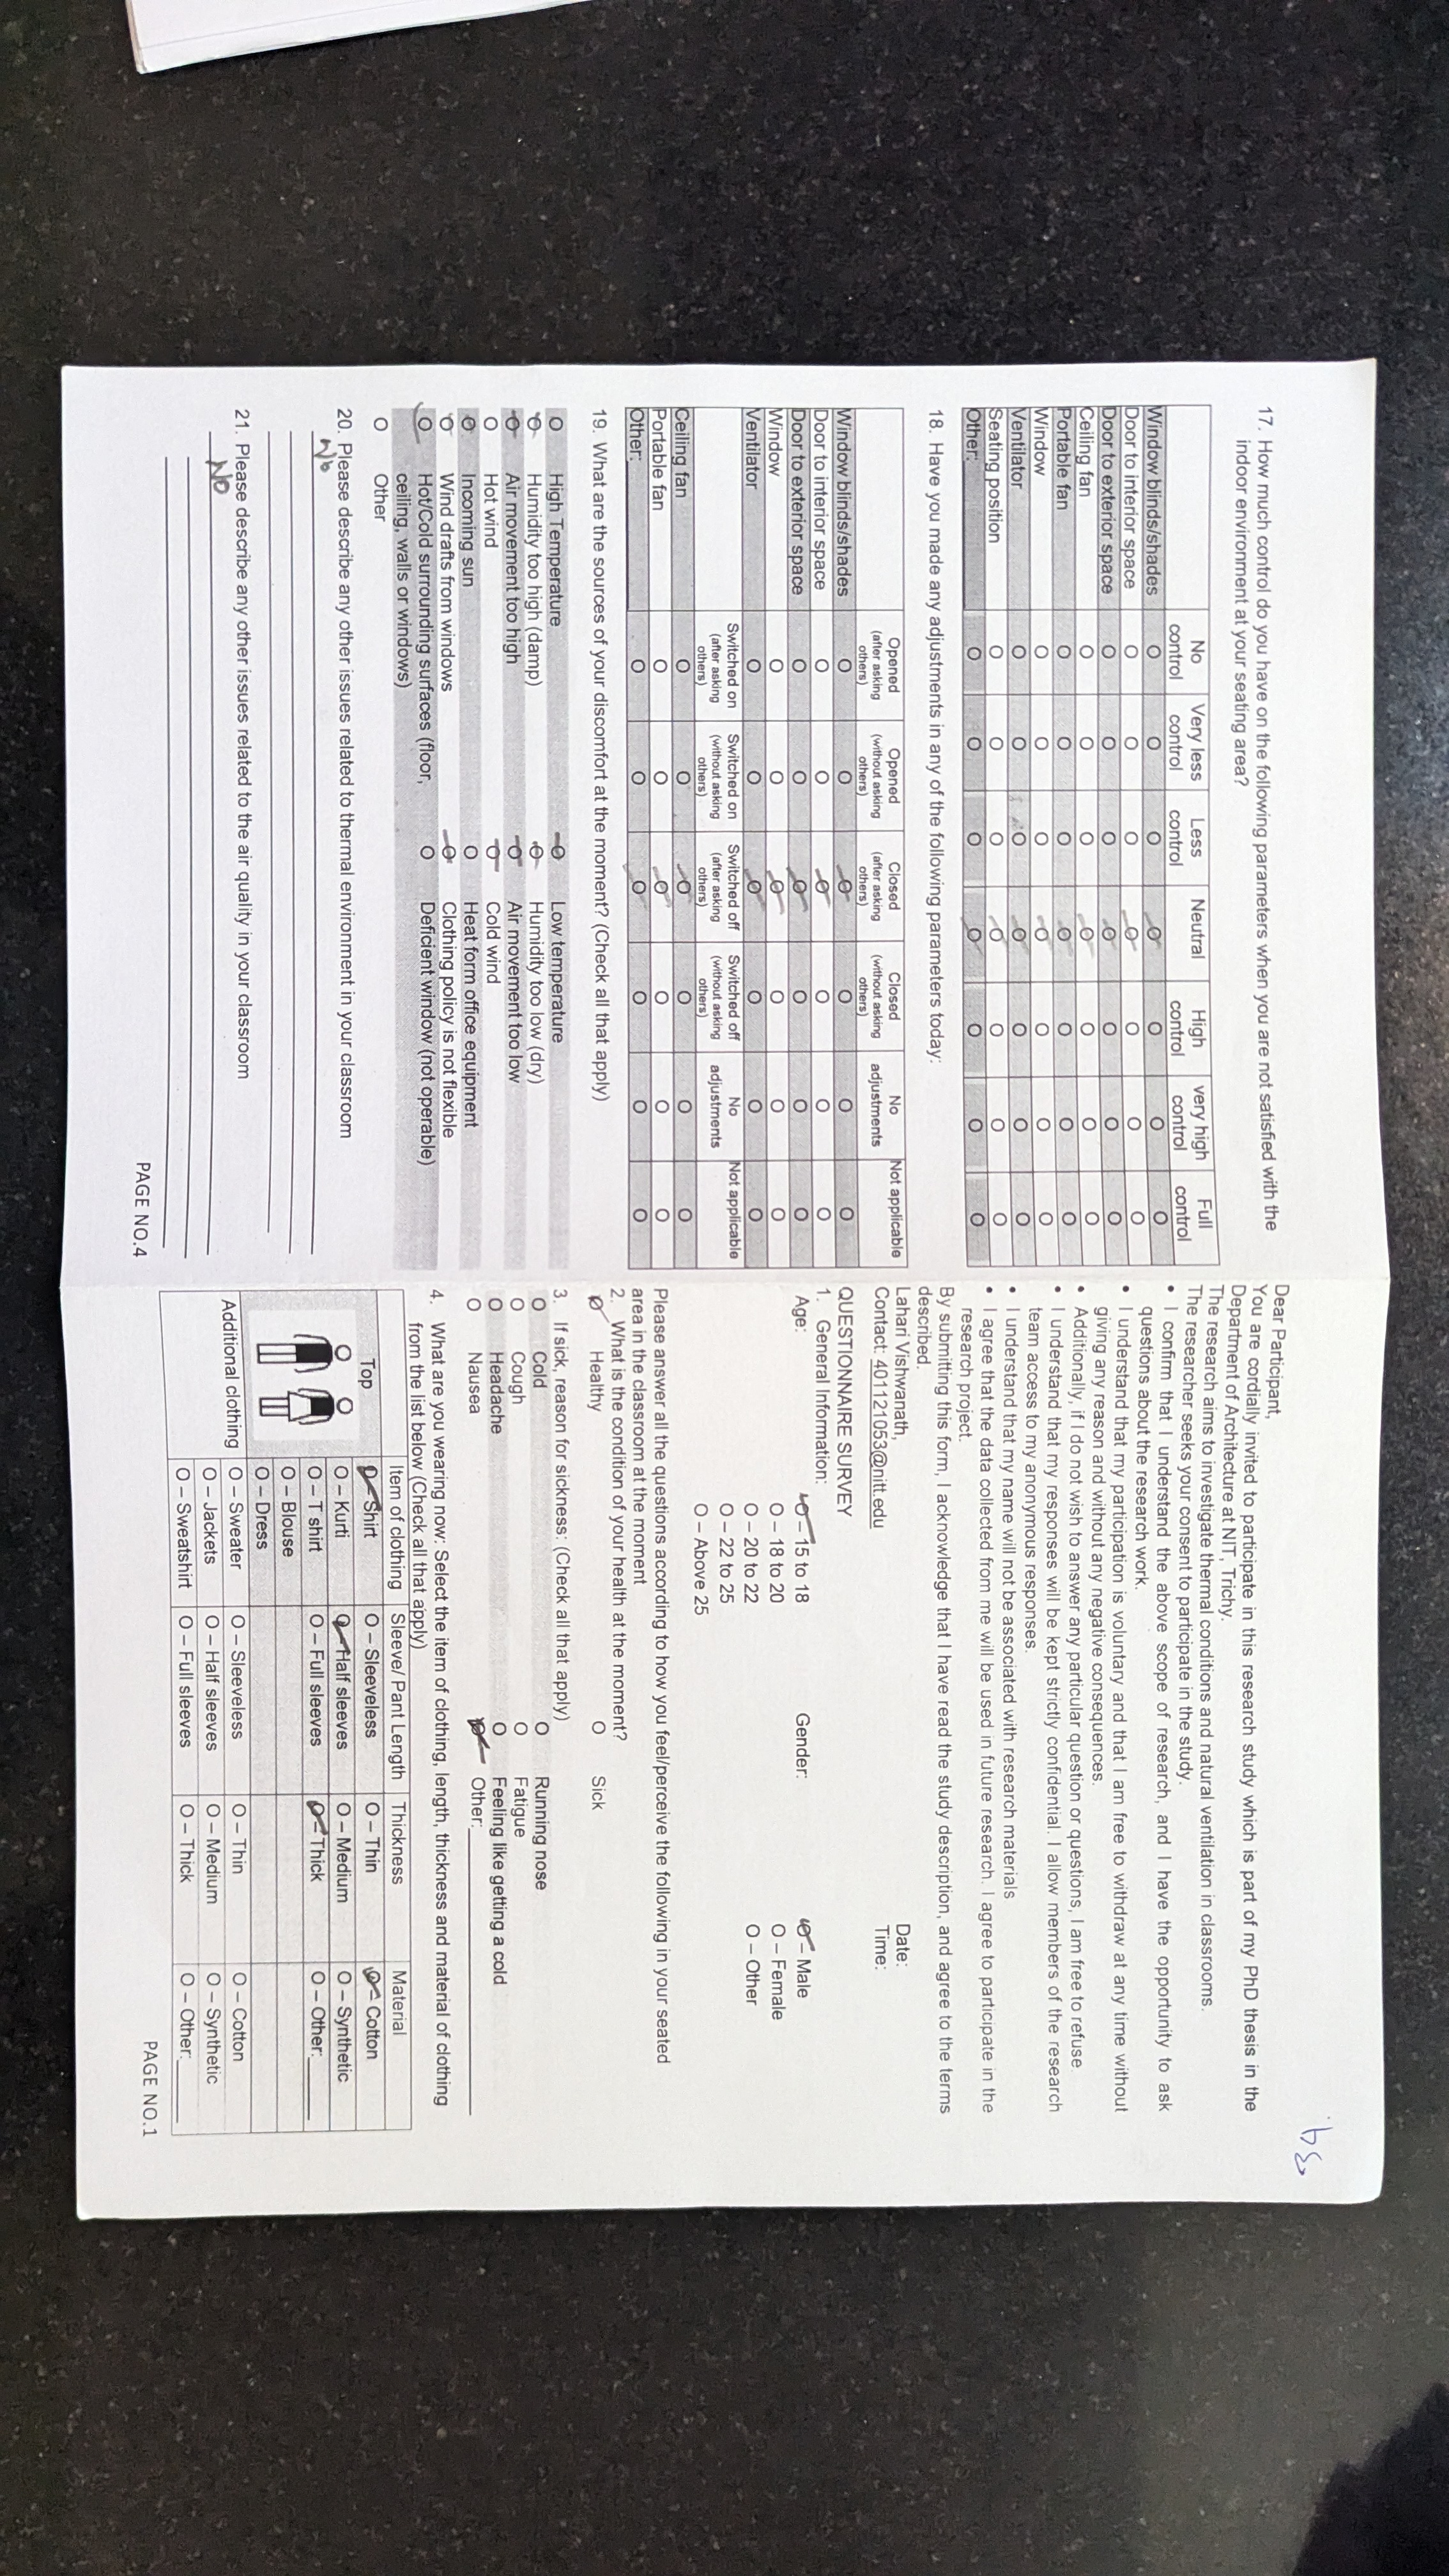 17. How much control do you have on the following parameters when you are not satisfied with the
indoor environment at your seating area?
No control Very less control Less control Neutral High control very high control Full control
Window blinds/shades O O O O O O O
Door to interior space O O O O O O O
Door to exterior space O O O O O O O
Ceiling fan O O O O O O O
Portable fan O O O O O O O
Window O O O O O O O
Ventilator O O O O O O O
Seating position O O O O O O O
Other: O O O O O O O
18. Have you made any adjustments in any of the following parameters today:
Opened (after asking others) Opened (without asking others) Closed (after asking others) Closed (without asking others) No adjustments Not applicable
Window blinds/shades O O O O O O
Door to interior space O O O O O O
Door to exterior space O O O O O O
Window O O O O O O
Ventilator O O O O O O
Switched on (after asking others) Switched on (without asking others) Switched off (after asking others) Switched off (without asking others) No adjustments Not applicable
Ceiling fan O O O O O O
Portable fan O O O O O O
Other: O O O O O O
19. What are the sources of your discomfort at the moment? (Check all that apply)
O High Temperature O Low temperature
O Humidity too high (damp) O Humidity too low (dry)
O Air movement too high O Air movement too low
O Hot wind O Cold wind
O Incoming sun O Heat form office equipment
O Wind drafts from windows O Clothing policy is not flexible
O Hot/Cold surrounding surfaces (floor, O Deficient window (not operable)
ceiling, walls or windows)
O Other
20. Please describe any other issues related to thermal environment in your classroom
No
21. Please describe any other issues related to the air quality in your classroom
No
PAGE NO.4
Dear Participant,
You are cordially invited to participate in this research study which is part of my PhD thesis in the
Department of Architecture at NIT, Trichy.
The research aims to investigate thermal conditions and natural ventilation in classrooms.
The researcher seeks your consent to participate in the study.
• I confirm that I understand the above scope of research, and I have the opportunity to ask
questions about the research work.
• I understand that my participation is voluntary and that I am free to withdraw at any time without
giving any reason and without any negative consequences.
• Additionally, if I do not wish to answer any particular question or questions, I am free to refuse
• I understand that my responses will be kept strictly confidential. I allow members of the research
team access to my anonymous responses.
• I understand that my name will not be associated with research materials
• I agree that the data collected from me will be used in future research. I agree to participate in the
research project.
By submitting this form, I acknowledge that I have read the study description, and agree to the terms
described.
Lahari Vishwanath, Date:
Contact: 401121053@nitt.edu Time:
QUESTIONNAIRE SURVEY
1. General Information:
Age: O – 15 to 18 Gender: O – Male
O – 18 to 20 O – Female
O – 20 to 22 O – Other
O – 22 to 25
O – Above 25
Please answer all the questions according to how you feel/perceive the following in your seated
area in the classroom at the moment
2. What is the condition of your health at the moment?
O Healthy O Sick
3. If sick, reason for sickness: (Check all that apply)
O Cold O Running nose
O Cough O Fatigue
O Headache O Feeling like getting a cold
O Nausea O Other:
4. What are you wearing now: Select the item of clothing, length, thickness and material of clothing
from the list below (Check all that apply)
Item of clothing Sleeve/ Pant Length Thickness Material
Top O – Shirt O – Sleeveless O – Thin O – Cotton
O O O – Kurti O – Half sleeves O – Medium O – Synthetic
O – T shirt O – Full sleeves O – Thick O – Other:
O – Blouse
O – Dress
Additional clothing O – Sweater O – Sleeveless O – Thin O – Cotton
O – Jackets O – Half sleeves O – Medium O – Synthetic
O – Sweatshirt O – Full sleeves O – Thick O – Other:
PAGE NO.1